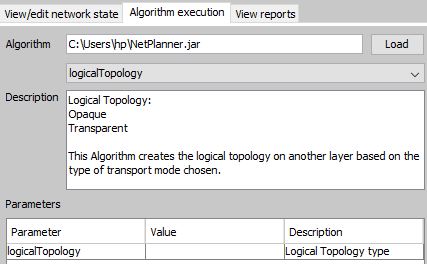 View/edit network state Algorithm execution View reports
Algorithm C:\Users\hp\NetPlanner.jar Load
logicalTopology
Description Logical Topology:
Opaque
Transparent
This Algorithm creates the logical topology on another layer based on the
type of transport mode chosen.
Parameters
Parameter Value Description
logicalTopology Logical Topology type